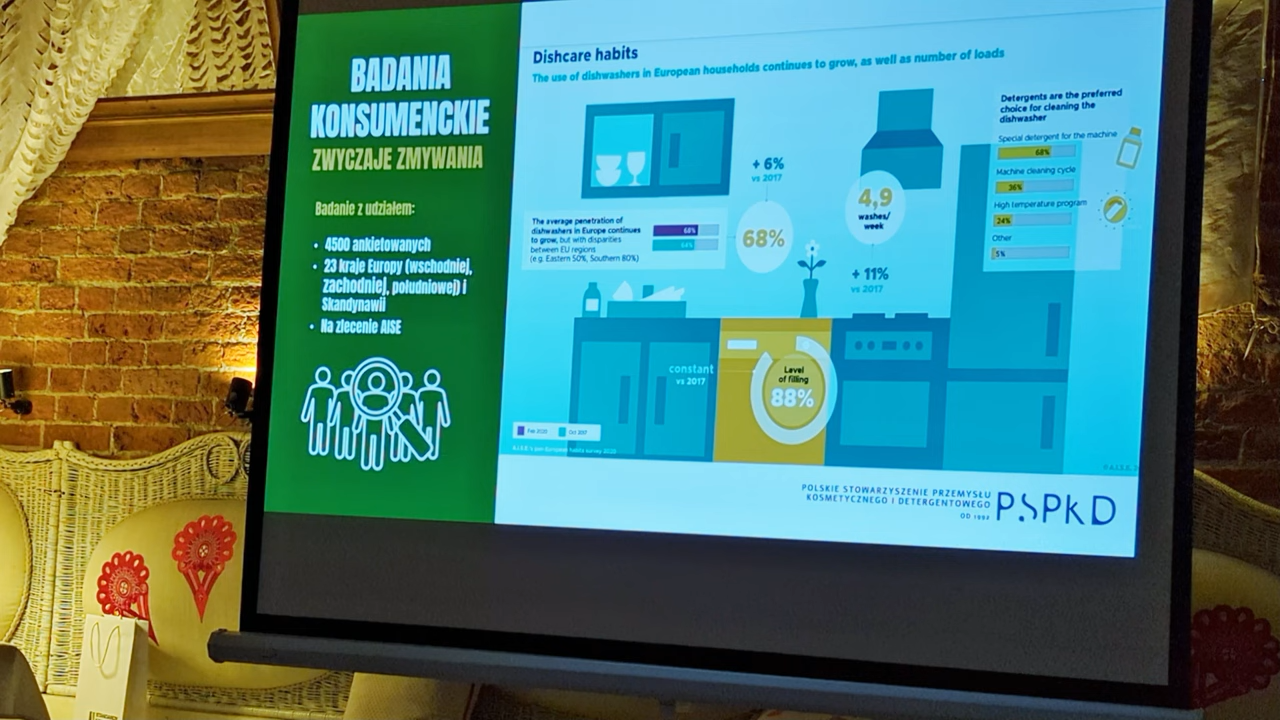 BADANIA
KONSUMENCKIE
ZWYCZAJE ZMYWANIA
Badanie z udziałem:
• 4500 ankietowanych
• 23 kraje Europy (wschodniej,
zachodniej, południowej) i
Skandynawii
• Na zlecenie AISE
Dishcare habits
The use of dishwashers in European households continues to grow, as well as number of loads
The average penetration of
dishwashers in Europe continues
to grow, but with disparities
between EU regions
(e.g. Eastern 50%, Southern 80%)
68%
+ 6%
vs 2017
68%
4,9
washes/
week
+ 11%
vs 2017
Detergents are the preferred
choice for cleaning the
dishwasher
Special detergent for the machine
68%
Machine cleaning cycle
36%
High temperature program
24%
Other
5%
constant
vs 2017
Level
of filling
88%
Feb 2020
Oct 2017
POLSKIE STOWARZYSZENIE PRZEMYSŁU
KOSMETYCZNEGO I DETERGENTOWEGO
PSPKD